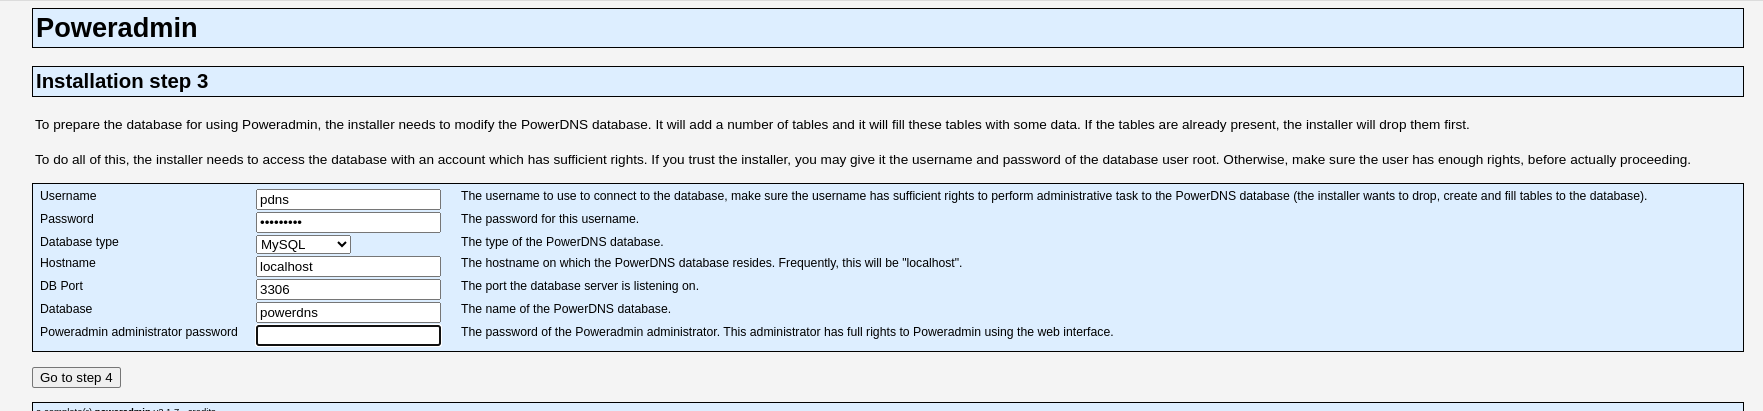 Poweradmin
Installation step 3
To prepare the database for using Poweradmin, the installer needs to modify the PowerDNS database. It will add a number of tables and it will fill these tables with some data. If the tables are already present, the installer will drop them first.
To do all of this, the installer needs to access the database with an account which has sufficient rights. If you trust the installer, you may give it the username and password of the database user root. Otherwise, make sure the user has enough rights, before actually proceeding.
Username pdns The username to use to connect to the database, make sure the username has sufficient rights to perform administrative task to the PowerDNS database (the installer wants to drop, create and fill tables to the database).
Password ••••••••• The password for this username.
Database type MySQL The type of the PowerDNS database.
Hostname localhost The hostname on which the PowerDNS database resides. Frequently, this will be "localhost".
DB Port 3306 The port the database server is listening on.
Database powerdns The name of the PowerDNS database.
Poweradmin administrator password The password of the Poweradmin administrator. This administrator has full rights to Poweradmin using the web interface.
Go to step 4